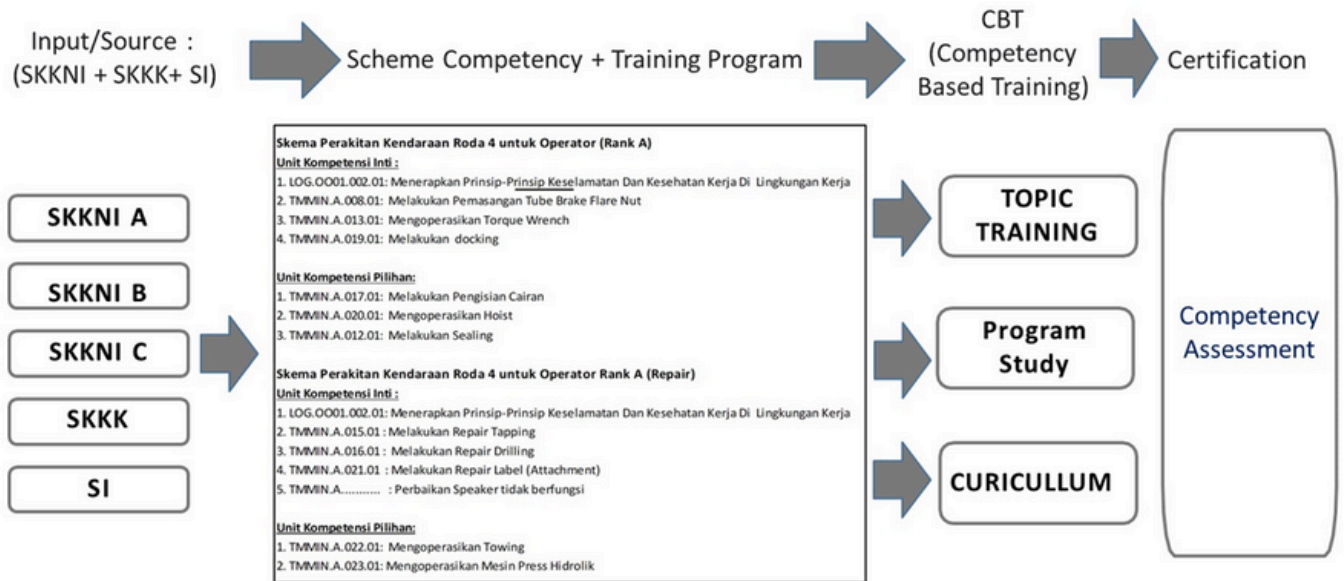 Input/Source :
(SKKNI + SKKK+ SI)
Scheme Competency + Training Program
CBT
(Competency
Based Training)
Certification
SKKNI A
SKKNI B
SKKNI C
SKKK
SI
Skema Perakitan Kendaraan Roda 4 untuk Operator (Rank A)
Unit Kompetensi Inti :
1. LOG.OO01.002.01: Menerapkan Prinsip-Prinsip Keselamatan Dan Kesehatan Kerja Di Lingkungan Kerja
2. TMMIN.A.008.01: Melakukan Pemasangan Tube Brake Flare Nut
3. TMMIN.A.013.01: Mengoperasikan Torque Wrench
4. TMMIN.A.019.01: Melakukan docking
Unit Kompetensi Pilihan:
1. TMMIN.A.017.01: Melakukan Pengisian Cairan
2. TMMIN.A.020.01: Mengoperasikan Hoist
3. TMMIN.A.012.01: Melakukan Sealing
Skema Perakitan Kendaraan Roda 4 untuk Operator Rank A (Repair)
Unit Kompetensi Inti :
1. LOG.OO01.002.01: Menerapkan Prinsip-Prinsip Keselamatan Dan Kesehatan Kerja Di Lingkungan Kerja
2. TMMIN.A.015.01 : Melakukan Repair Tapping
3. TMMIN.A.016.01 : Melakukan Repair Drilling
4. TMMIN.A.021.01 : Melakukan Repair Label (Attachment)
5. TMMIN.A........... : Perbaikan Speaker tidak berfungsi
Unit Kompetensi Pilihan:
1. TMMIN.A.022.01: Mengoperasikan Towing
2. TMMIN.A.023.01: Mengoperasikan Mesin Press Hidrolik
TOPIC
TRAINING
Program
Study
CURICULLUM
Competency
Assessment